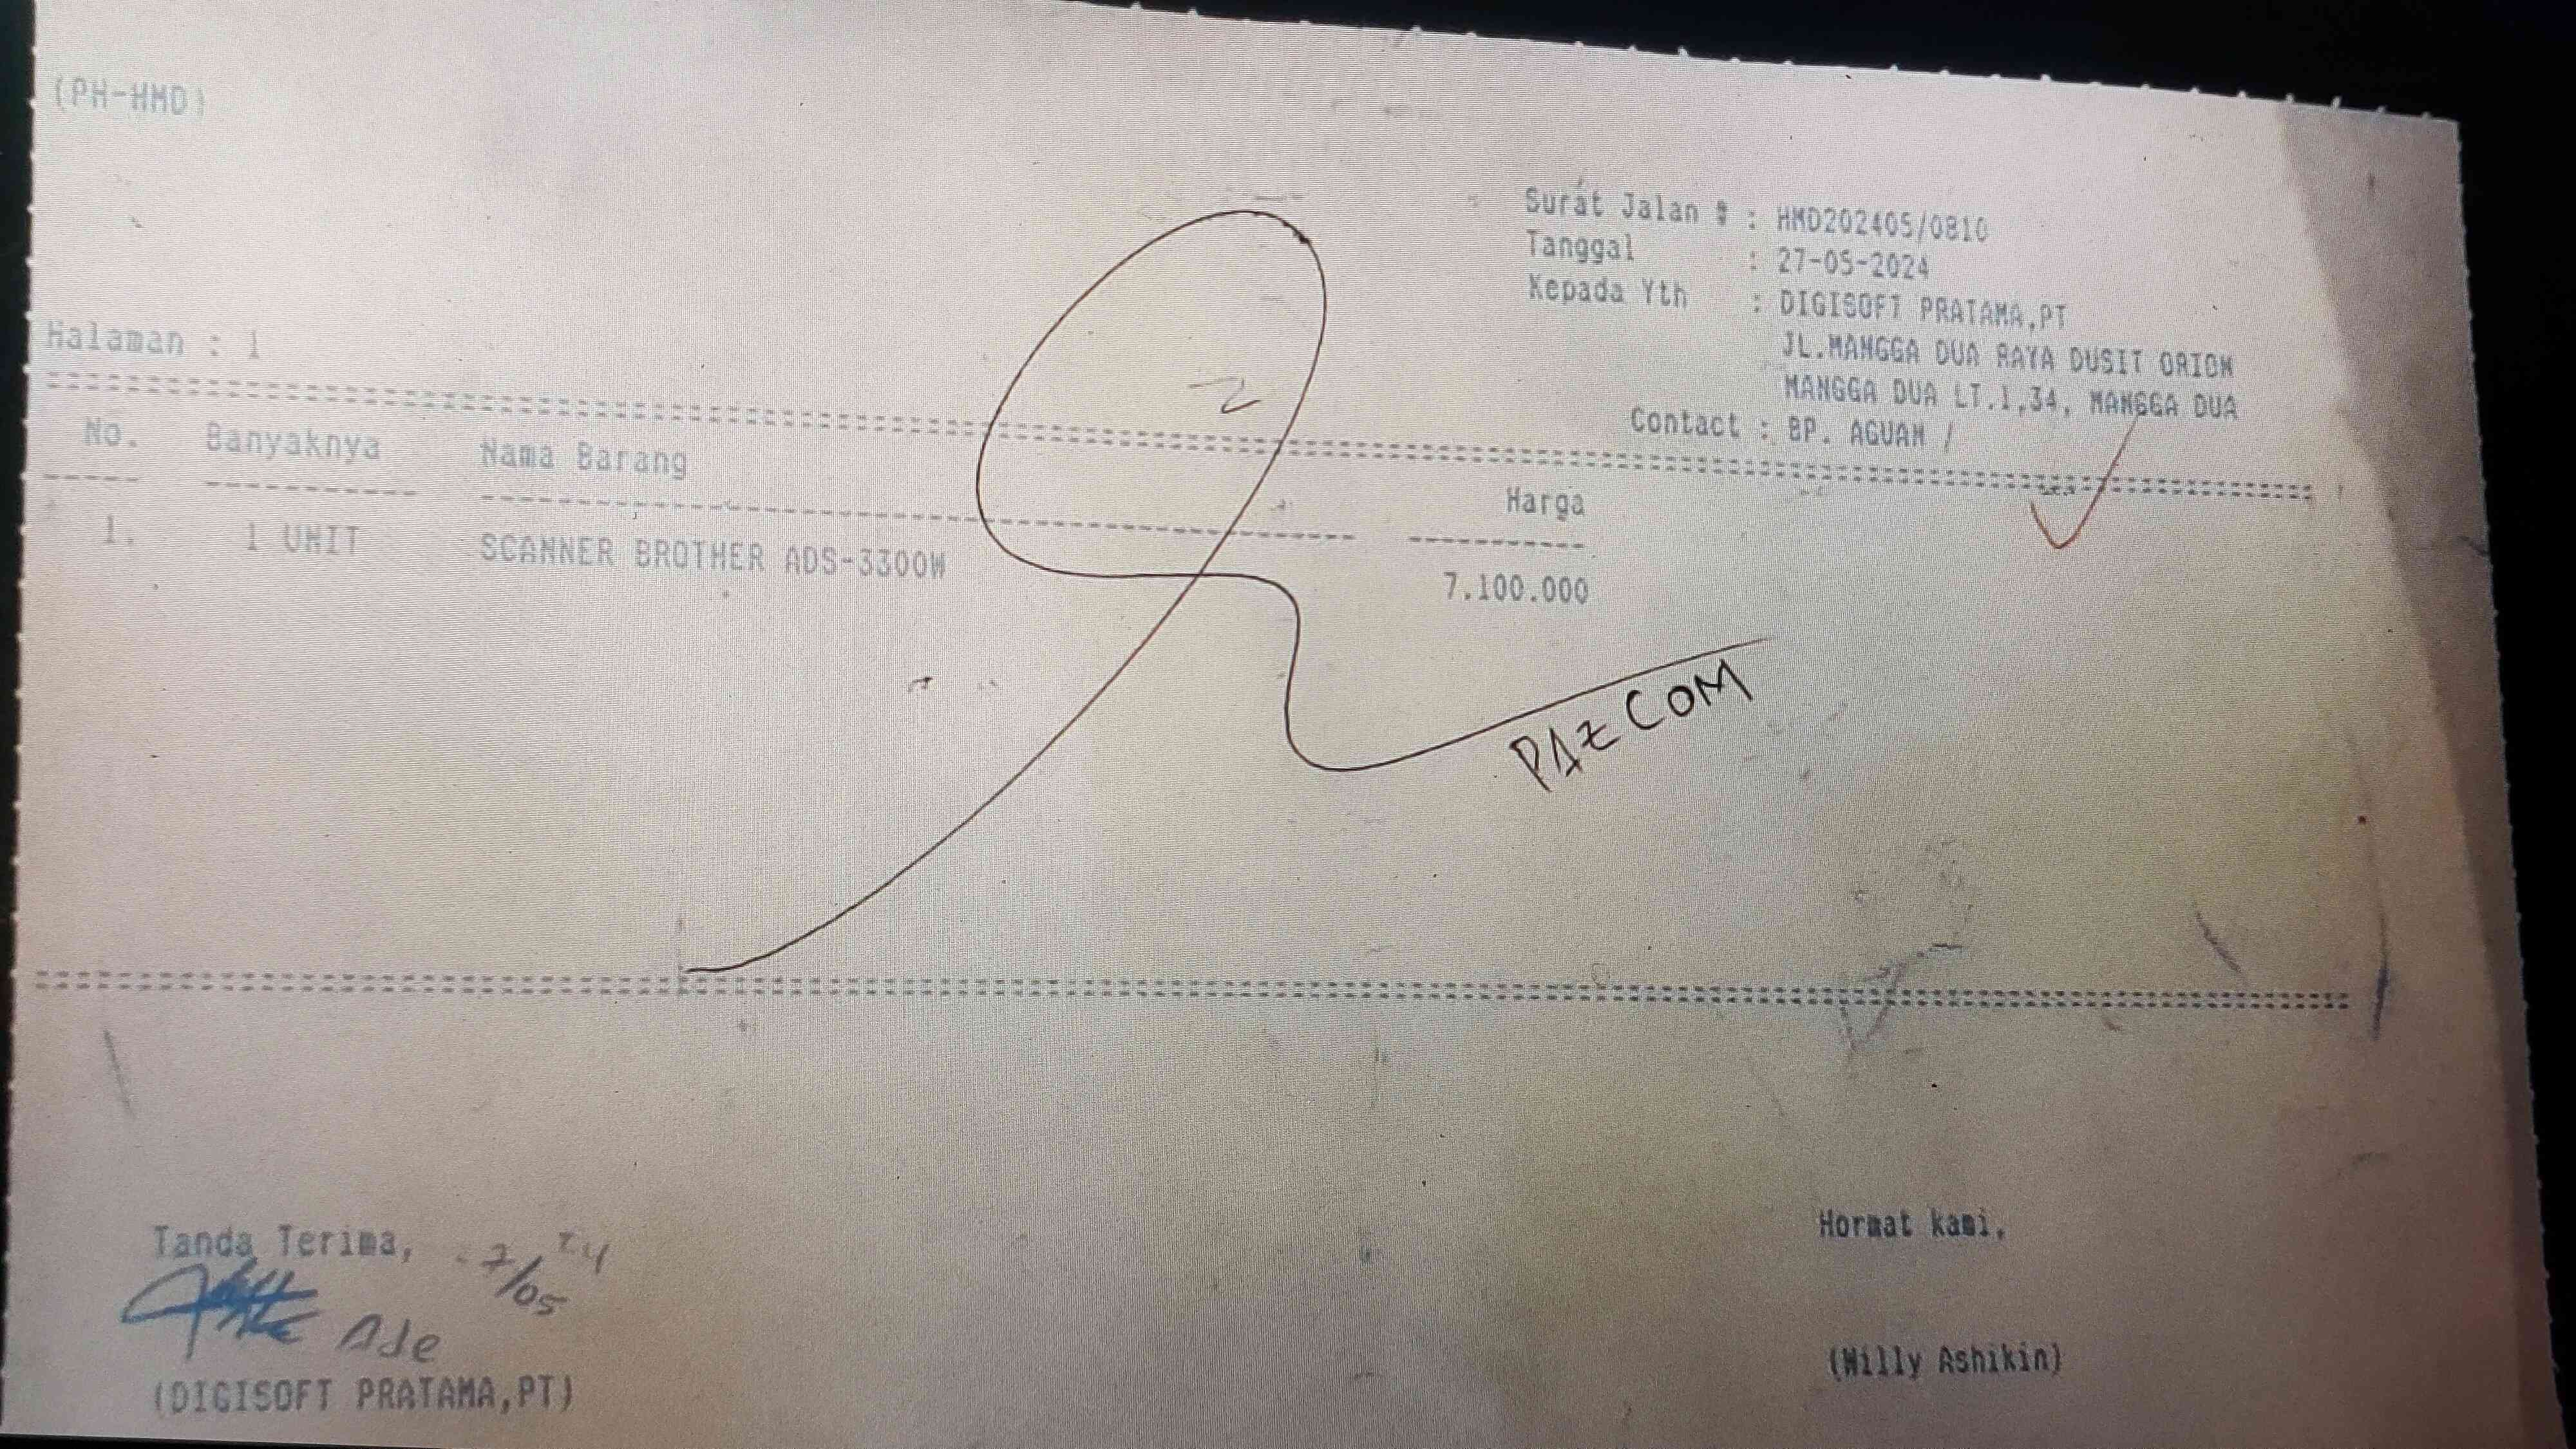 (PH-HMD)
Surat Jalan # : HMD202405/0810
Tanggal : 27-05-2024
Kepada Yth : DIGISOFT PRATAMA,PT
JL.MANGGA DUA RAYA DUSIT ORION
MANGGA DUA LT.1,34, MANGGA DUA
Contact : BP. AGUAN /
Halaman : 1
No. Banyaknya Nama Barang Harga
1. 1 UNIT SCANNER BROTHER ADS-3300W 7.100.000
PAZCOM
Tanda Terima, 7/05
Ade
(DIGISOFT PRATAMA,PT)
Hormat kami,
(Willy Ashikin)